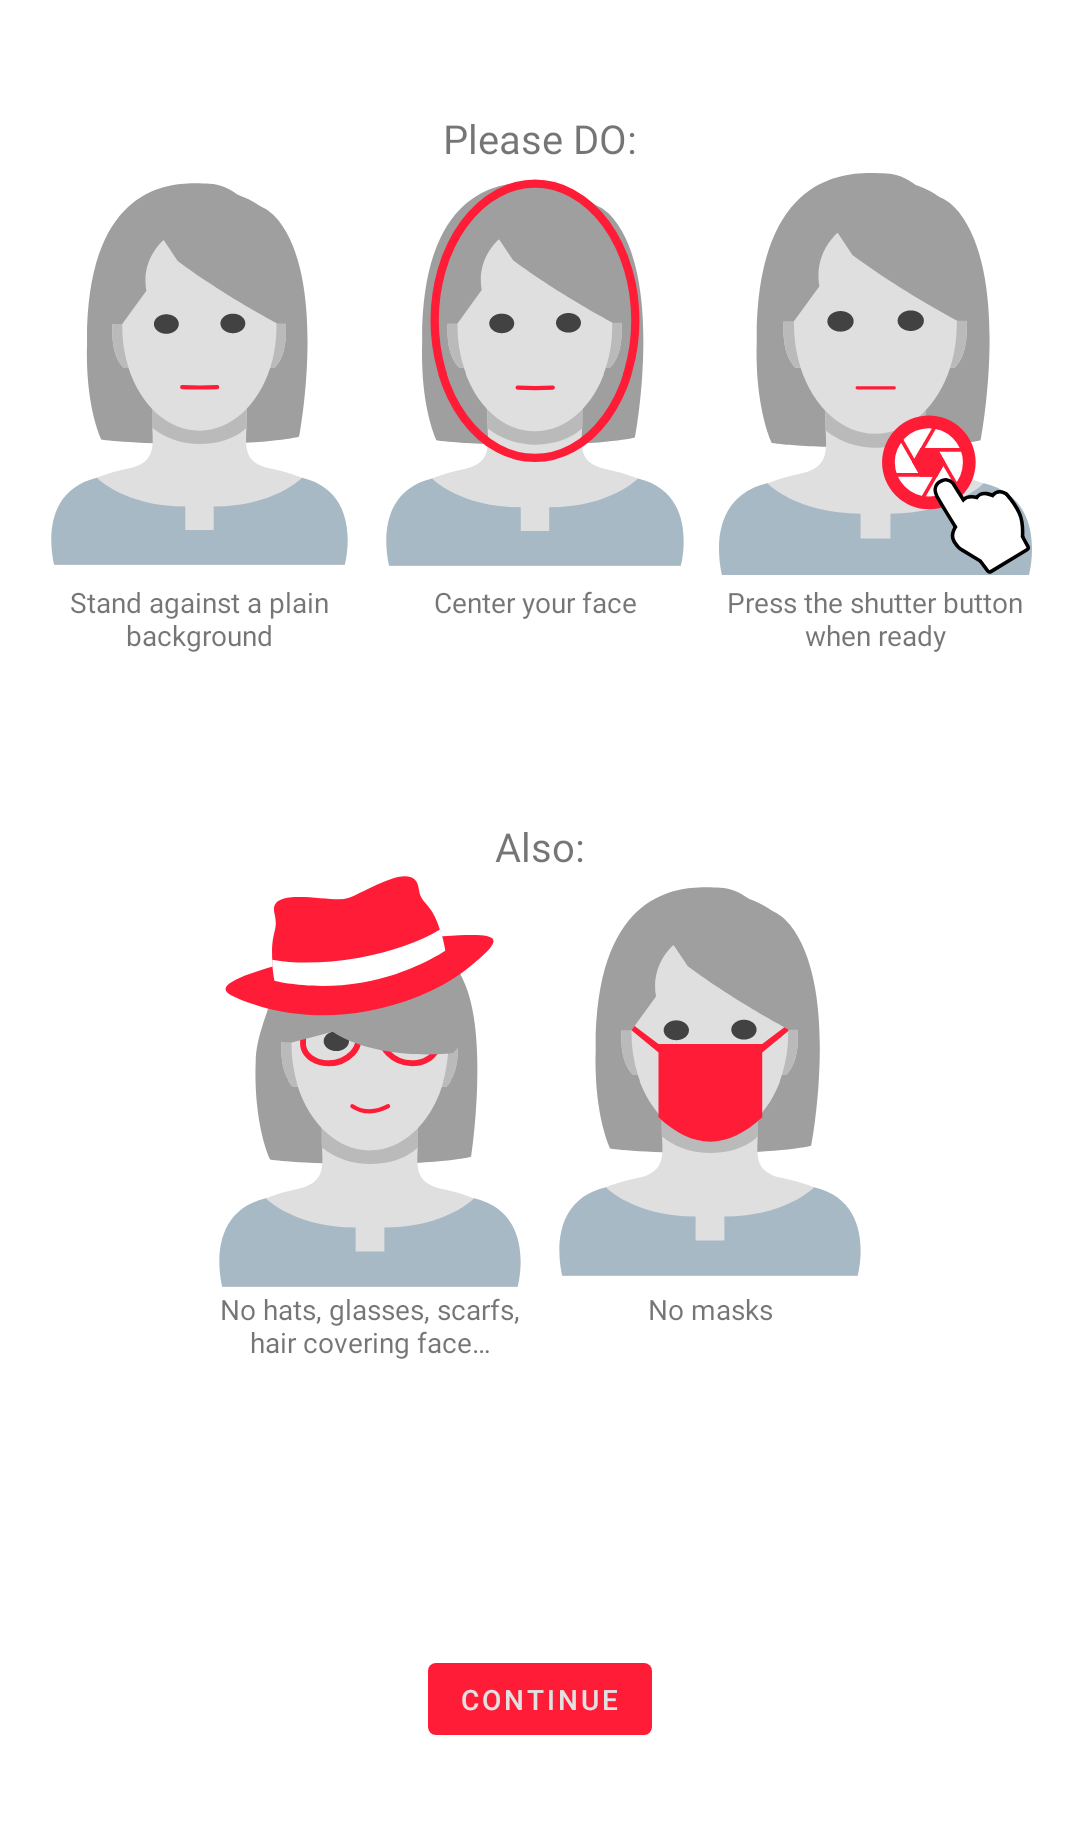 Please DO:
Stand against a plain
background
Center your face
Press the shutter button
when ready
Also:
No hats, glasses, scarfs,
hair covering face...
No masks
CONTINUE